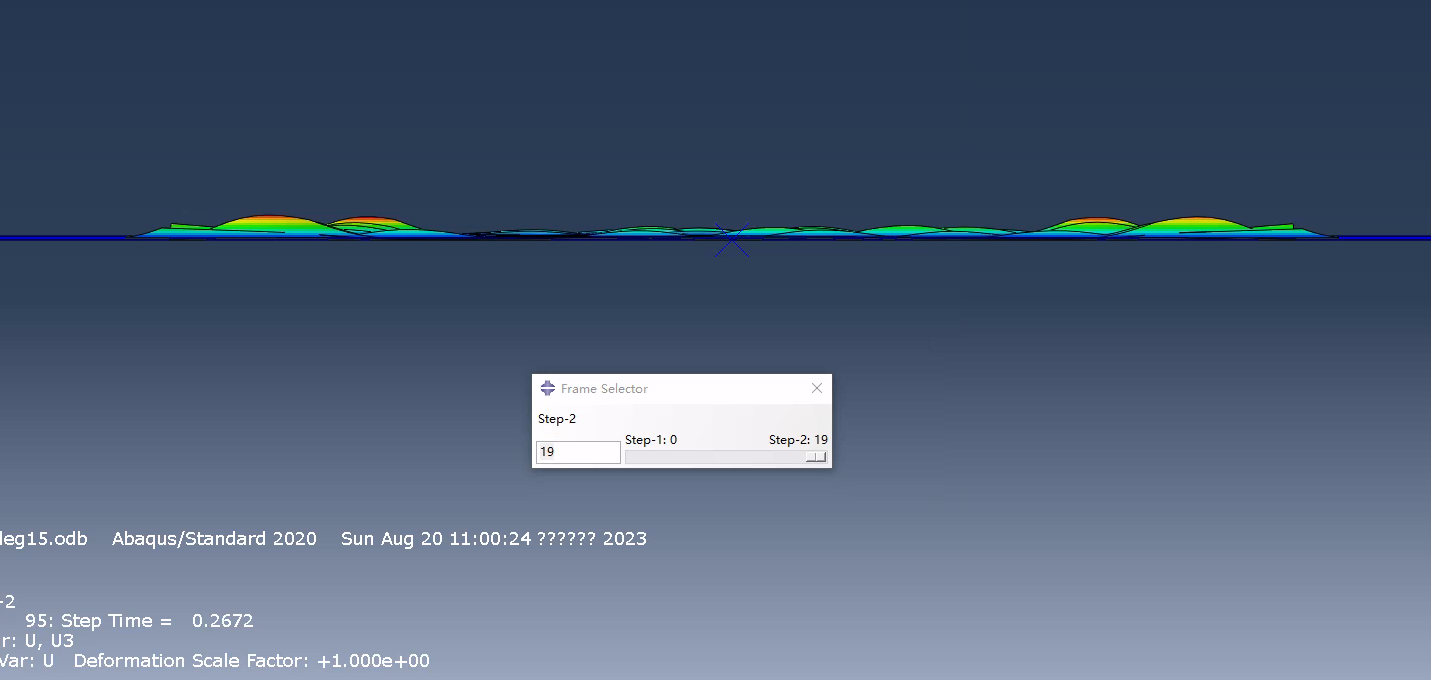 Frame Selector
Step-2
Step-1: 0 Step-2: 19
19
leg15.odb Abaqus/Standard 2020 Sun Aug 20 11:00:24 ?????? 2023
-2
95: Step Time = 0.2672
r: U, U3
Var: U Deformation Scale Factor: +1.000e+00